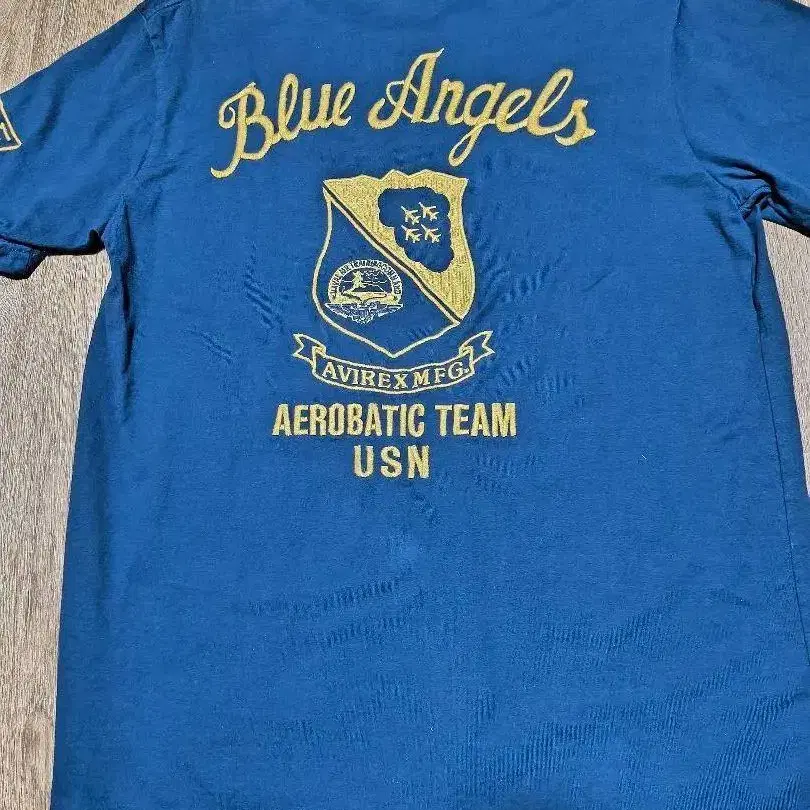 Blue Angels
AVIREX MFG.
AEROBATIC TEAM
USN